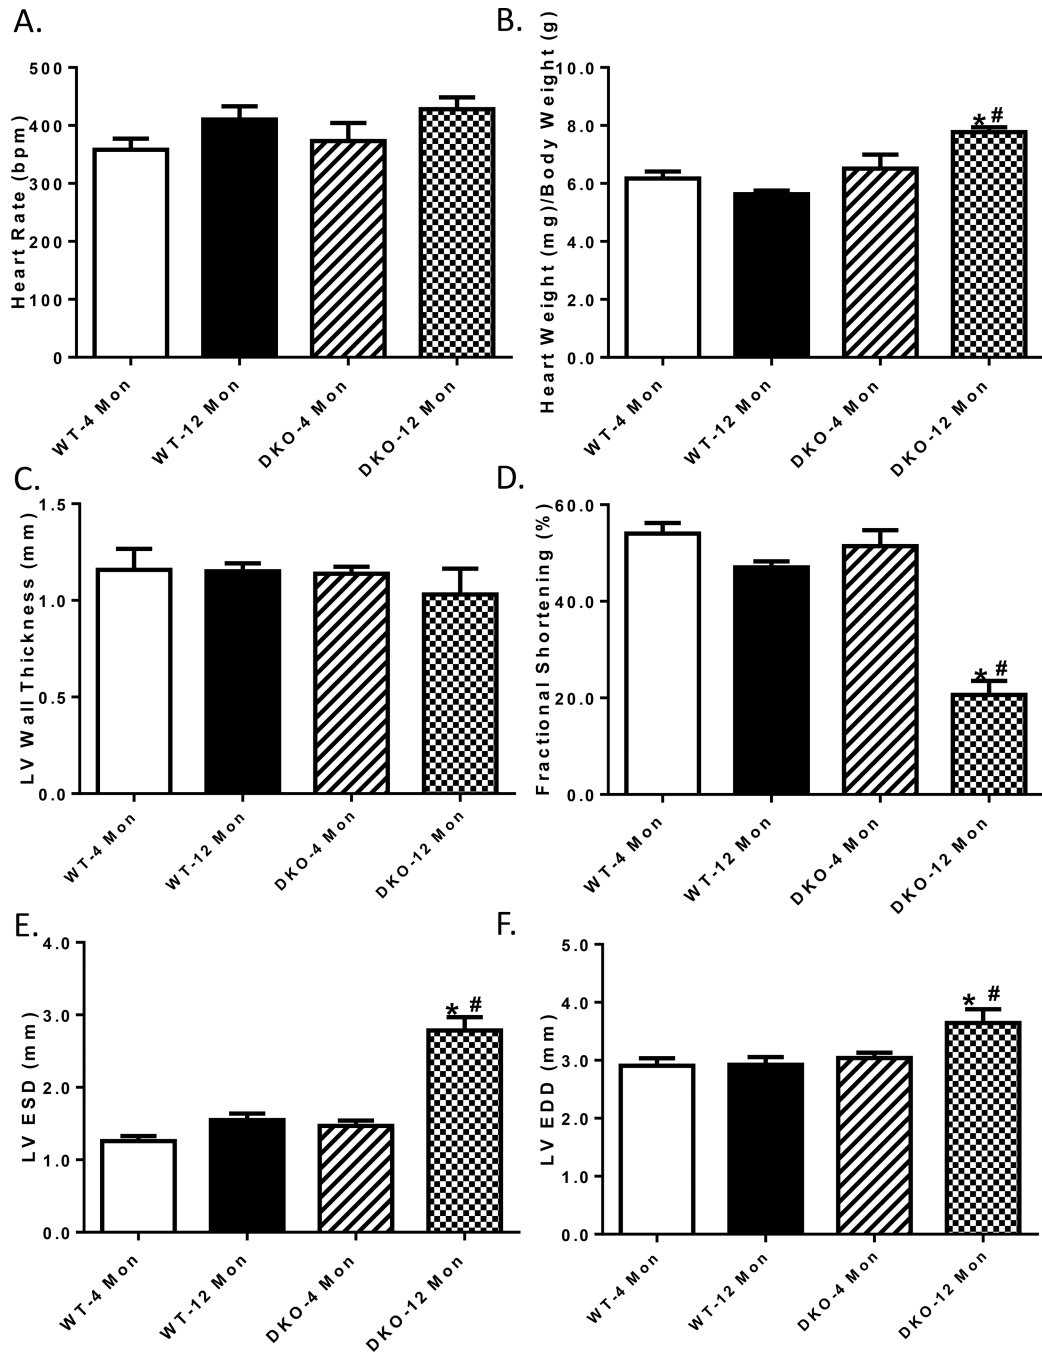 A.
Heart Rate (bpm)
500
400
300
200
100
0
WT-4 Mon
WT-12 Mon
DKO-4 Mon
DKO-12 Mon
B.
Heart Weight (mg)/Body Weight (g)
10.0
8.0
6.0
4.0
2.0
0.0
* #
WT-4 Mon
WT-12 Mon
DKO-4 Mon
DKO-12 Mon
C.
LV Wall Thickness (mm)
1.5
1.0
0.5
0.0
WT-4 Mon
WT-12 Mon
DKO-4 Mon
DKO-12 Mon
D.
Fractional Shortening (%)
60.0
40.0
20.0
0.0
* #
WT-4 Mon
WT-12 Mon
DKO-4 Mon
DKO-12 Mon
E.
LV ESD (mm)
4.0
3.0
2.0
1.0
0.0
* #
WT-4 Mon
WT-12 Mon
DKO-4 Mon
DKO-12 Mon
F.
LV EDD (mm)
5.0
4.0
3.0
2.0
1.0
0.0
* #
WT-4 Mon
WT-12 Mon
DKO-4 Mon
DKO-12 Mon